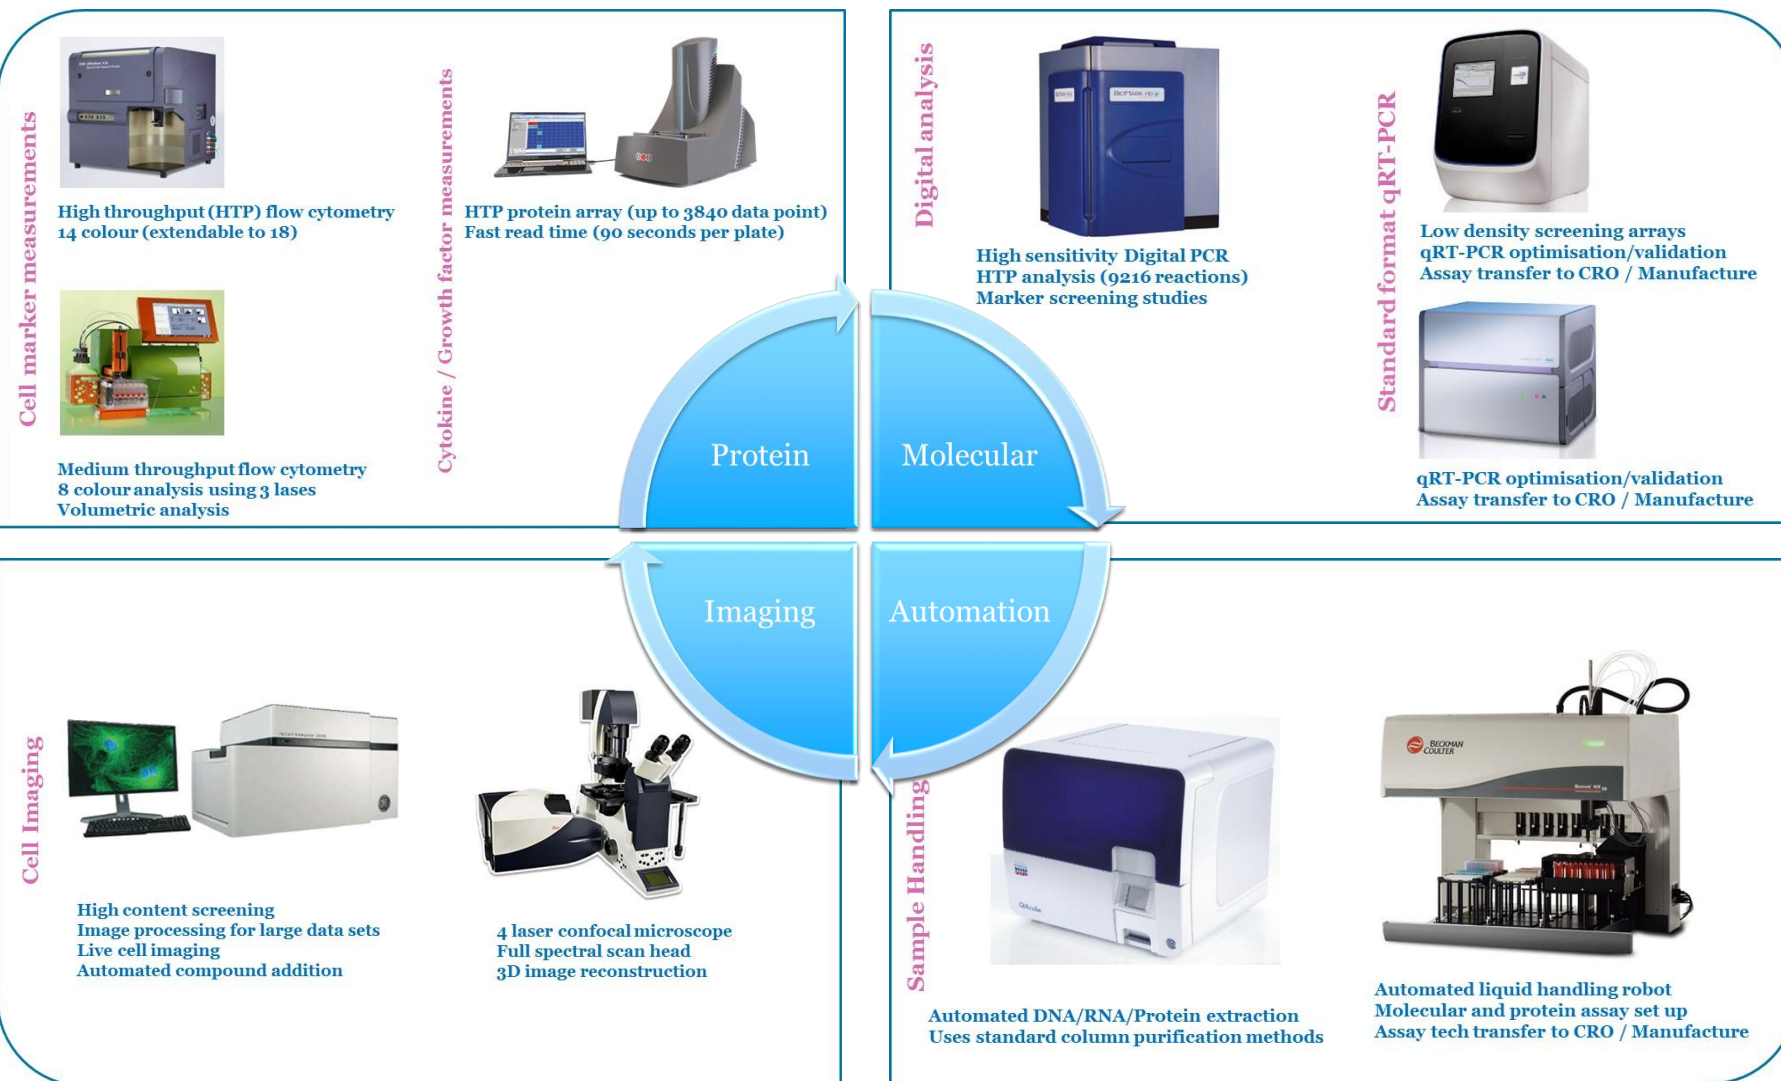 Cell marker measurements
High throughput (HTP) flow cytometry
14 colour (extendable to 18)
Medium throughput flow cytometry
8 colour analysis using 3 lases
Volumetric analysis
Cytokine / Growth factor measurements
HTP protein array (up to 3840 data point)
Fast read time (90 seconds per plate)
Digital analysis
BIOMARK HD
High sensitivity Digital PCR
HTP analysis (9216 reactions)
Marker screening studies
Standard format qRT-PCR
Low density screening arrays
qRT-PCR optimisation/validation
Assay transfer to CRO / Manufacture
qRT-PCR optimisation/validation
Assay transfer to CRO / Manufacture
Protein
Molecular
Imaging
Automation
Cell Imaging
High content screening
Image processing for large data sets
Live cell imaging
Automated compound addition
4 laser confocal microscope
Full spectral scan head
3D image reconstruction
Sample Handling
QIAcube
Automated DNA/RNA/Protein extraction
Uses standard column purification methods
BECKMAN
COULTER
Automated liquid handling robot
Molecular and protein assay set up
Assay tech transfer to CRO / Manufacture